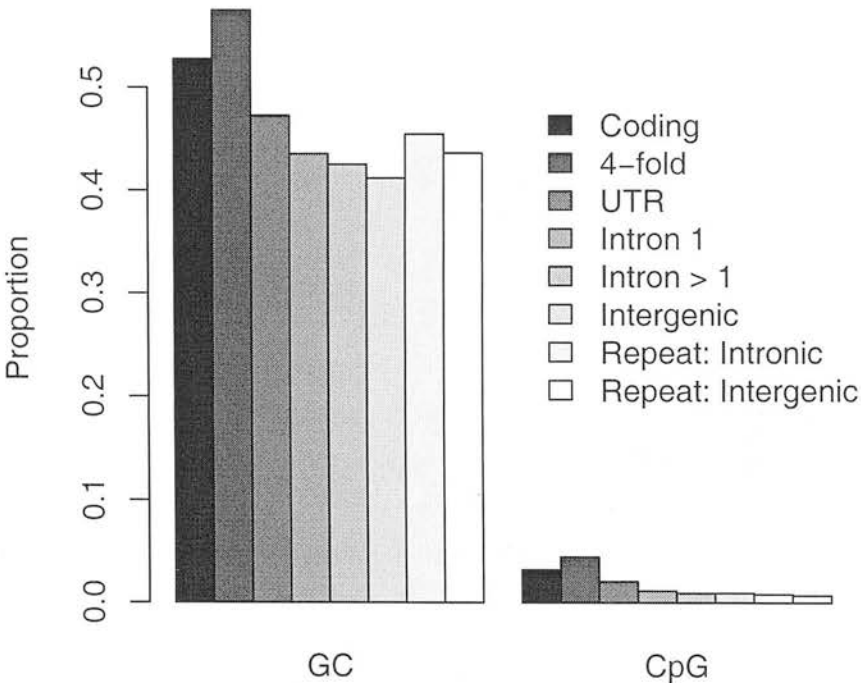 Proportion
0.5
0.4
0.3
0.2
0.1
0.0
Coding
4-fold
UTR
Intron 1
Intron > 1
Intergenic
Repeat: Intronic
Repeat: Intergenic
GC
CpG